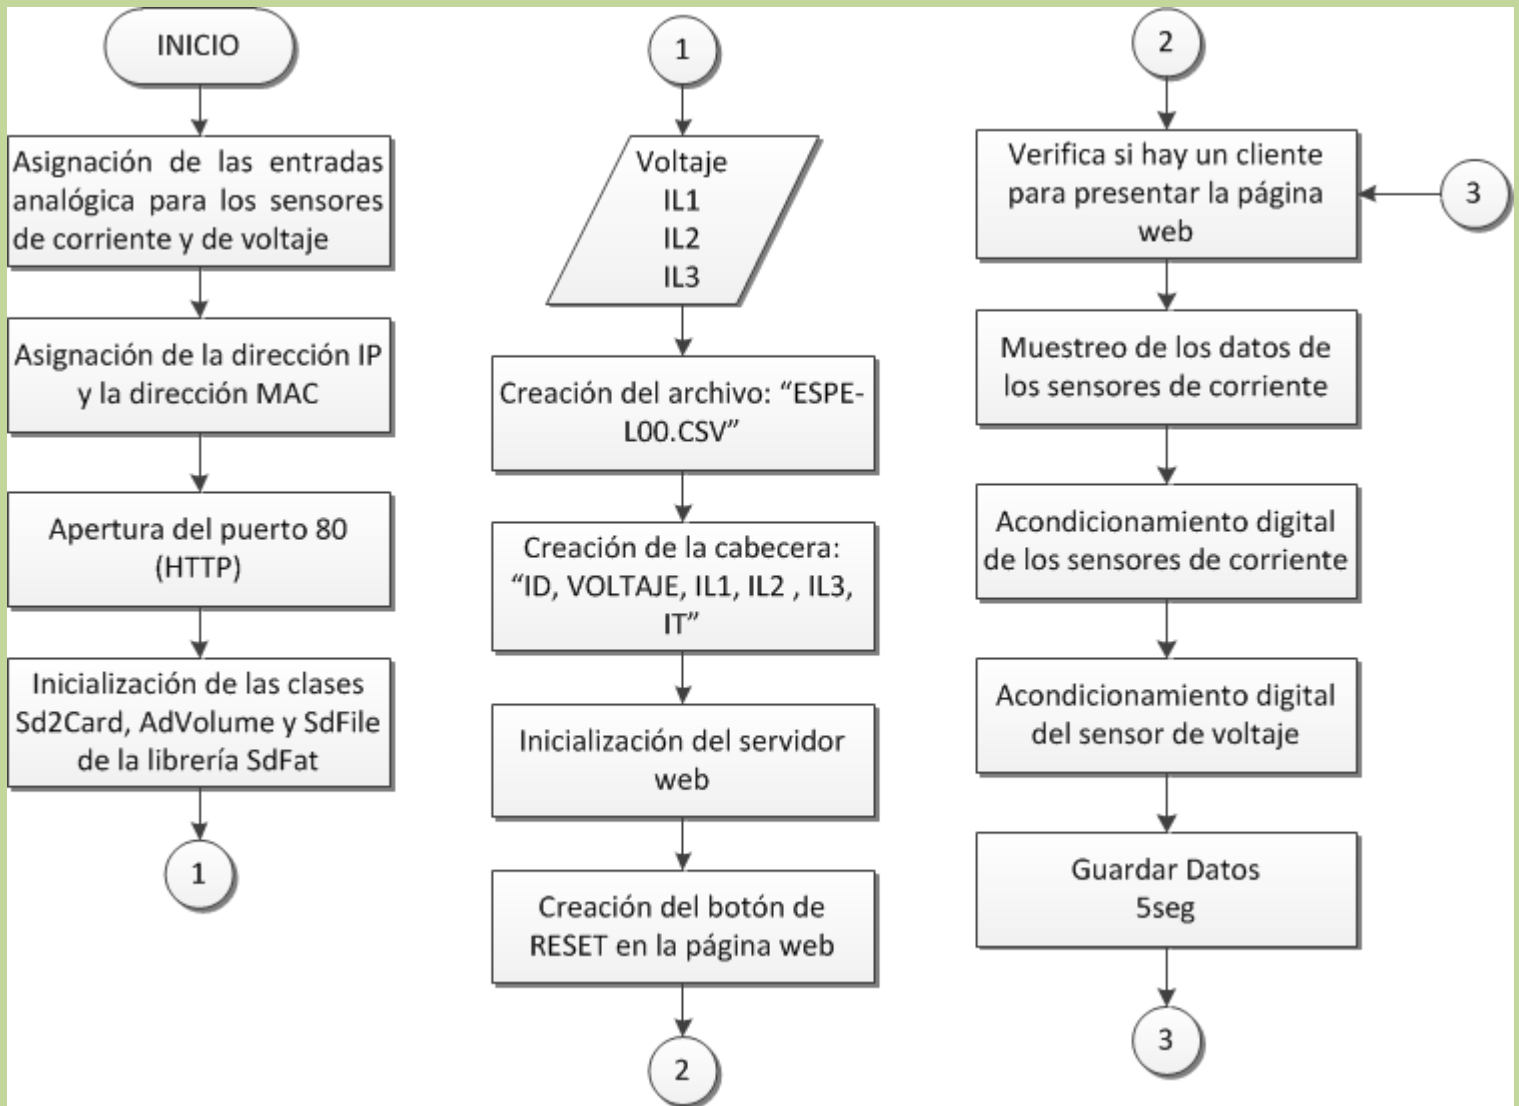 INICIO
Asignación de las entradas
analógica para los sensores
de corriente y de voltaje
Asignación de la dirección IP
y la dirección MAC
Apertura del puerto 80
(HTTP)
Inicialización de las clases
Sd2Card, AdVolume y SdFile
de la librería SdFat
1
1
Voltaje
IL1
IL2
IL3
Creación del archivo: “ESPE-
L00.CSV”
Creación de la cabecera:
“ID, VOLTAJE, IL1, IL2 , IL3,
IT”
Inicialización del servidor
web
Creación del botón de
RESET en la página web
2
2
Verifica si hay un cliente
para presentar la página
web
3
Muestreo de los datos de
los sensores de corriente
Acondicionamiento digital
de los sensores de corriente
Acondicionamiento digital
del sensor de voltaje
Guardar Datos
5seg
3